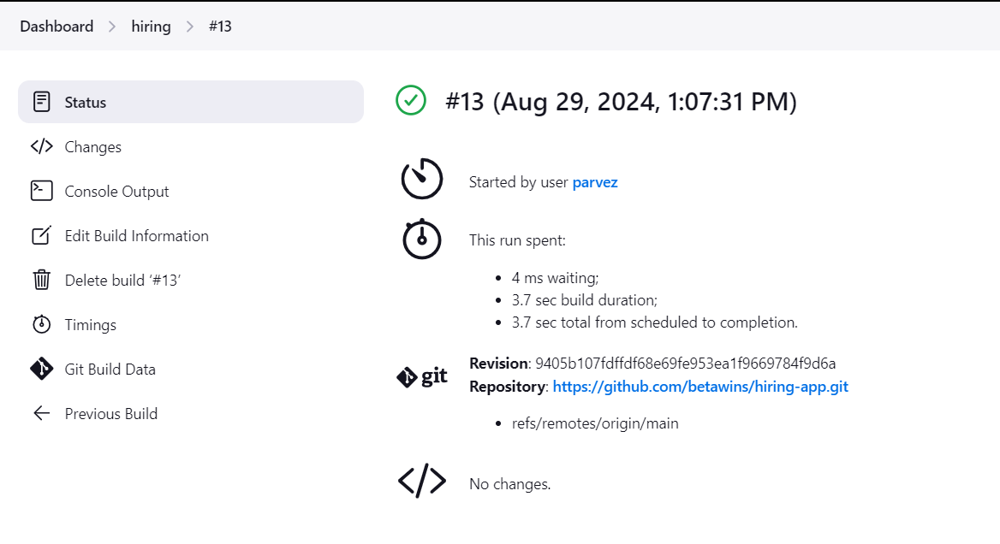 Dashboard > hiring > #13
Status
Changes
Console Output
Edit Build Information
Delete build ‘#13’
Timings
Git Build Data
Previous Build
#13 (Aug 29, 2024, 1:07:31 PM)
Started by user parvez
This run spent:
• 4 ms waiting;
• 3.7 sec build duration;
• 3.7 sec total from scheduled to completion.
git
Revision: 9405b107fdffdf68e69fe953ea1f9669784f9d6a
Repository: https://github.com/betawins/hiring-app.git
• refs/remotes/origin/main
No changes.